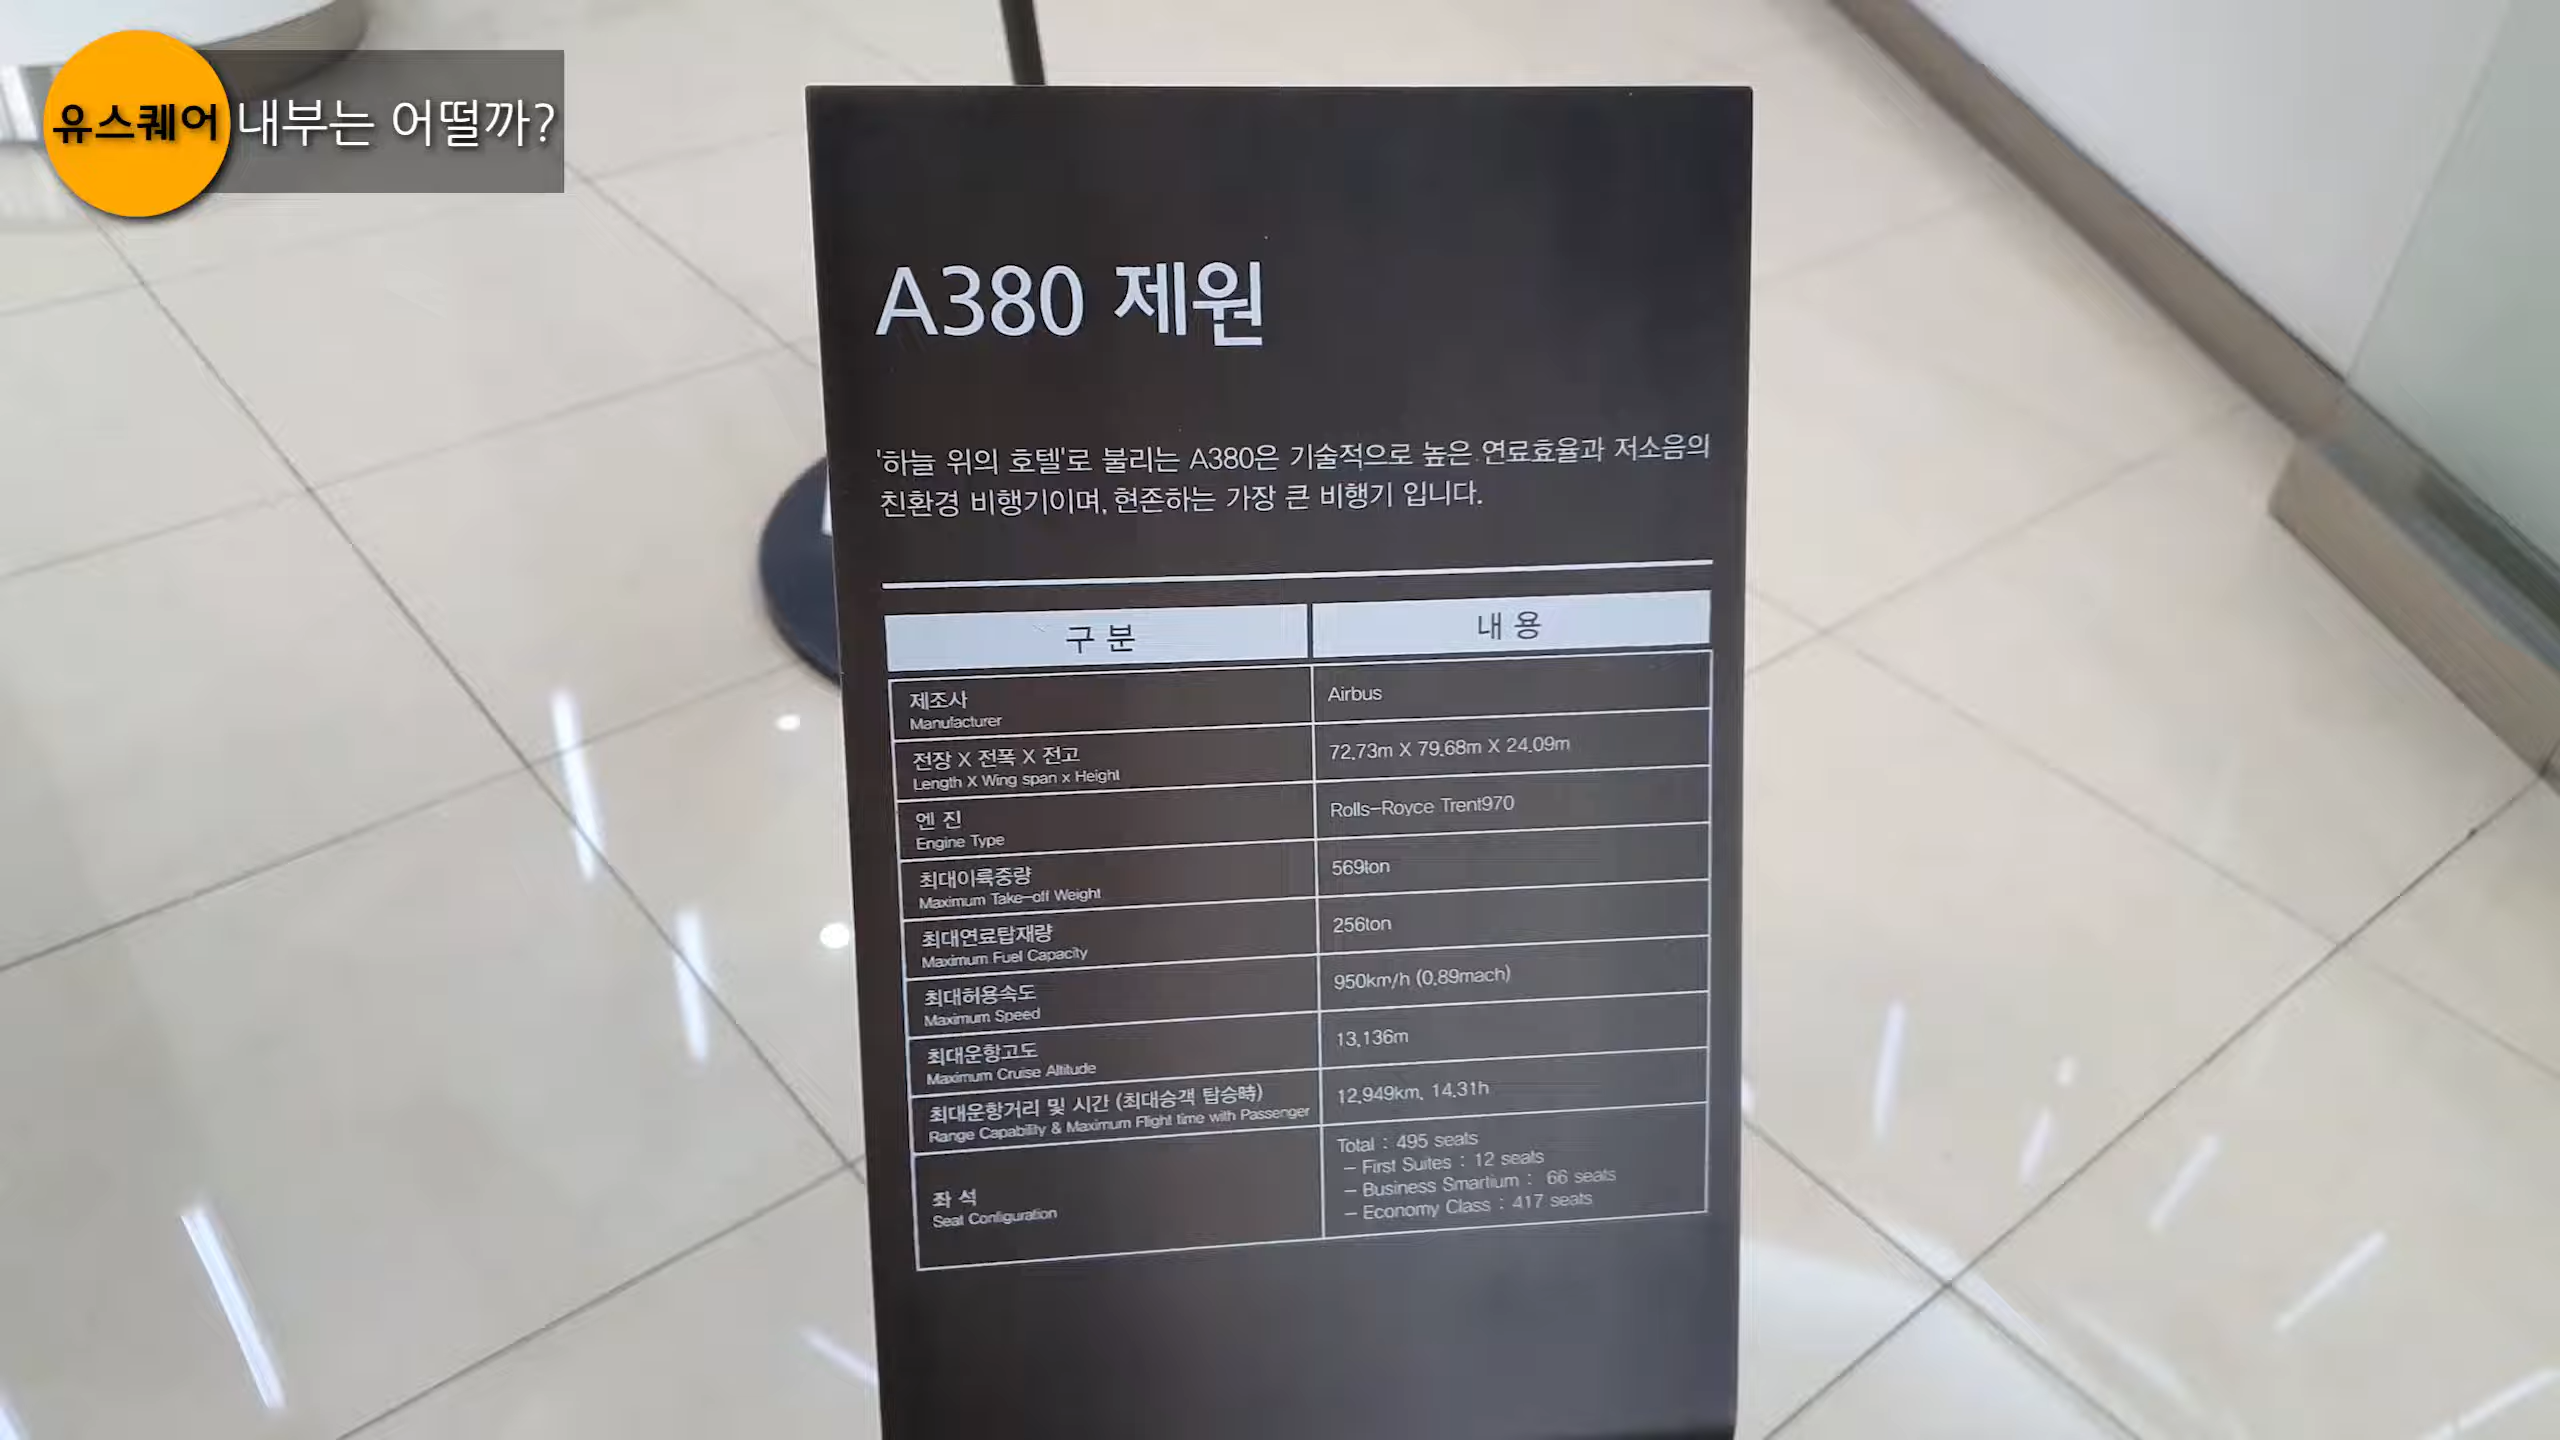 유스퀘어 내부는 어떨까?
A380 제원
'하늘 위의 호텔'로 불리는 A380은 기술적으로 높은 연료효율과 저소음의
친환경 비행기이며, 현존하는 가장 큰 비행기 입니다.
구 분 내 용
제조사 Airbus
Manufacturer
전장 X 전폭 X 전고 72.73m X 79.68m X 24.09m
Length X Wing span x Height
엔 진 Rolls-Royce Trent970
Engine Type
최대이륙중량 569ton
Maximum Take-off Weight
최대연료탑재량 256ton
Maximum Fuel Capacity
최대허용속도 950km/h (0.89mach)
Maximum Speed
최대운항고도 13,136m
Maximum Cruise Altitude
최대운항거리 및 시간 (최대승객 탑승時) 12,949km, 14.31h
Range Capability & Maximum Flight time with Passenger
좌 석
Seat Configuration
Total : 495 seats
- First Suites : 12 seats
- Business Smartium : 66 seats
- Economy Class : 417 seats